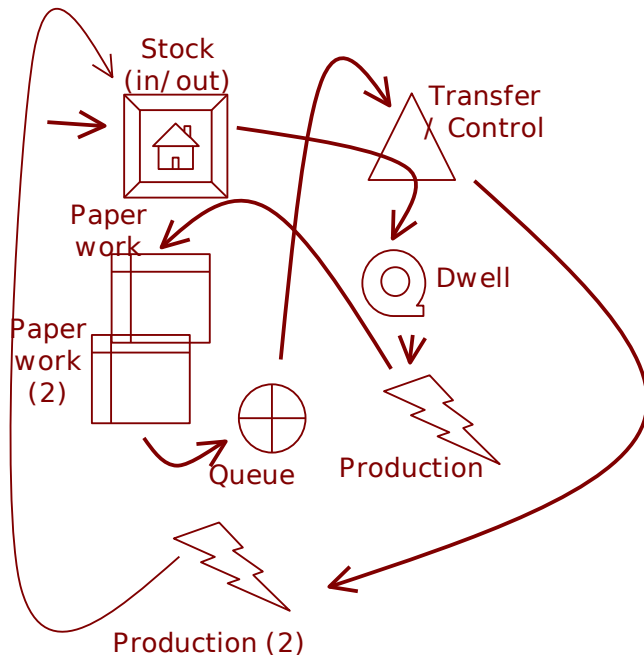 Stock
(in/out)
Transfer
/ Control
Paper
work
Dwell
Paper
work
(2)
Queue
Production
Production (2)